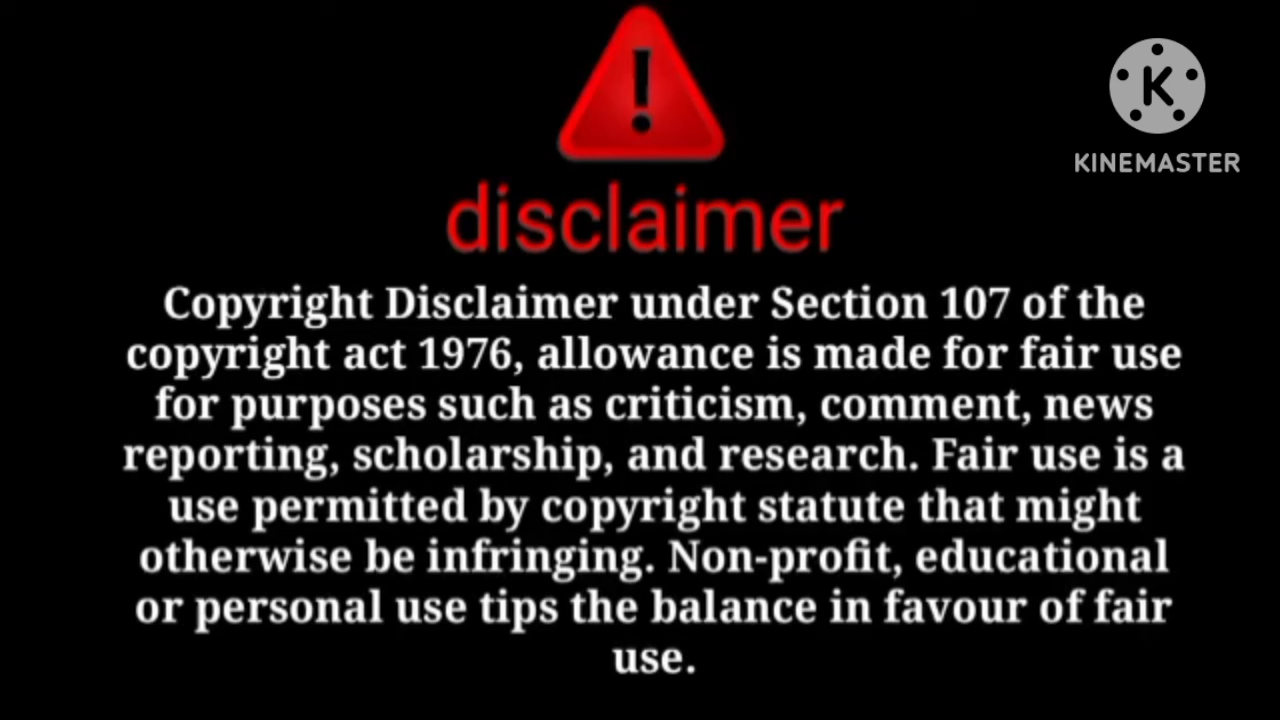 !
K
KINEMASTER
disclaimer
Copyright Disclaimer under Section 107 of the
copyright act 1976, allowance is made for fair use
for purposes such as criticism, comment, news
reporting, scholarship, and research. Fair use is a
use permitted by copyright statute that might
otherwise be infringing. Non-profit, educational
or personal use tips the balance in favour of fair
use.